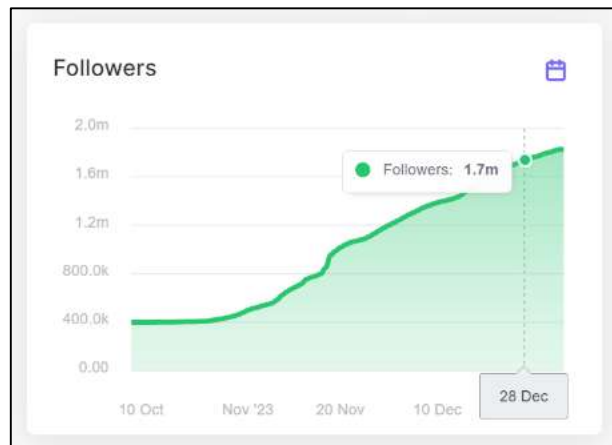 Followers
2.0m
Followers: 1.7m
1.6m
1.2m
800.0k
400.0k
0.00
10 Oct Nov '23 20 Nov 10 Dec 28 Dec